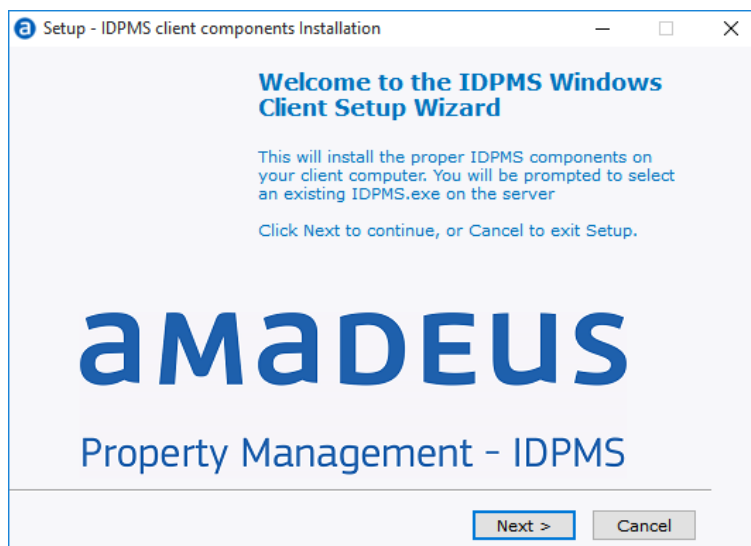 Setup - IDPMS client components Installation
Welcome to the IDPMS Windows
Client Setup Wizard
This will install the proper IDPMS components on
your client computer. You will be prompted to select
an existing IDPMS.exe on the server
Click Next to continue, or Cancel to exit Setup.
aMaDEUS
Property Management - IDPMS
Next >
Cancel